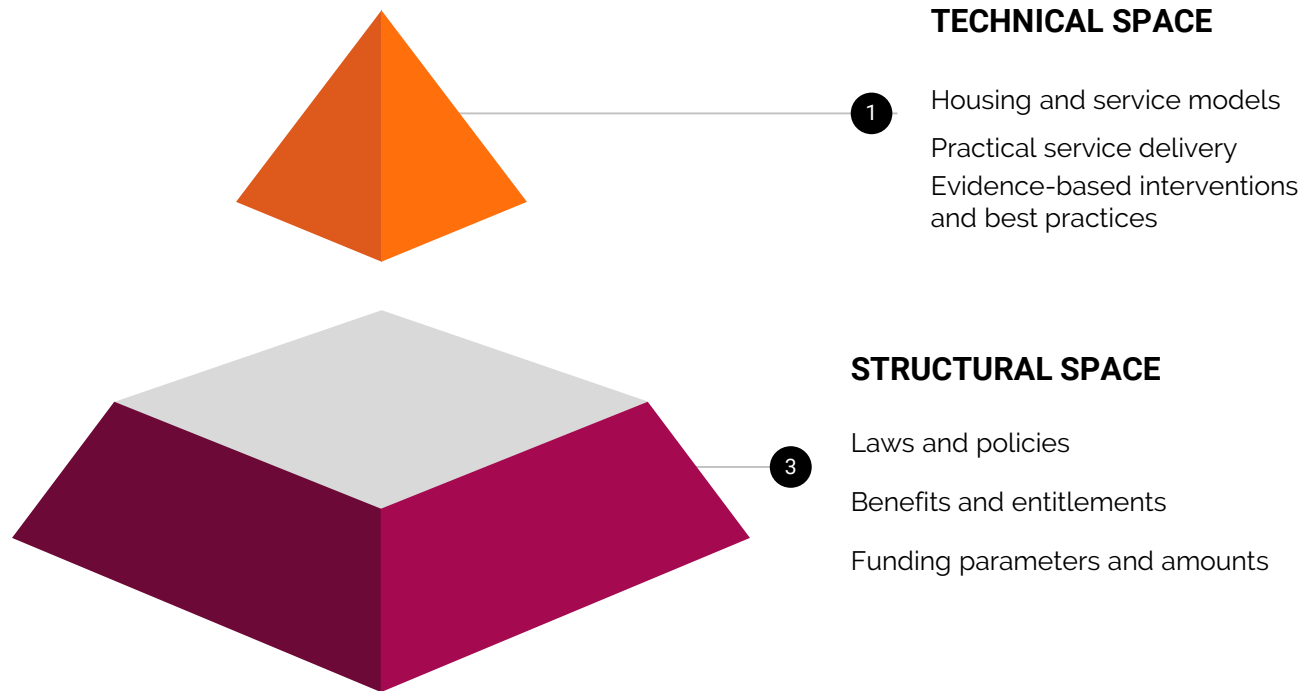 TECHNICAL SPACE
1
Housing and service models
Practical service delivery
Evidence-based interventions
and best practices
STRUCTURAL SPACE
3
Laws and policies
Benefits and entitlements
Funding parameters and amounts